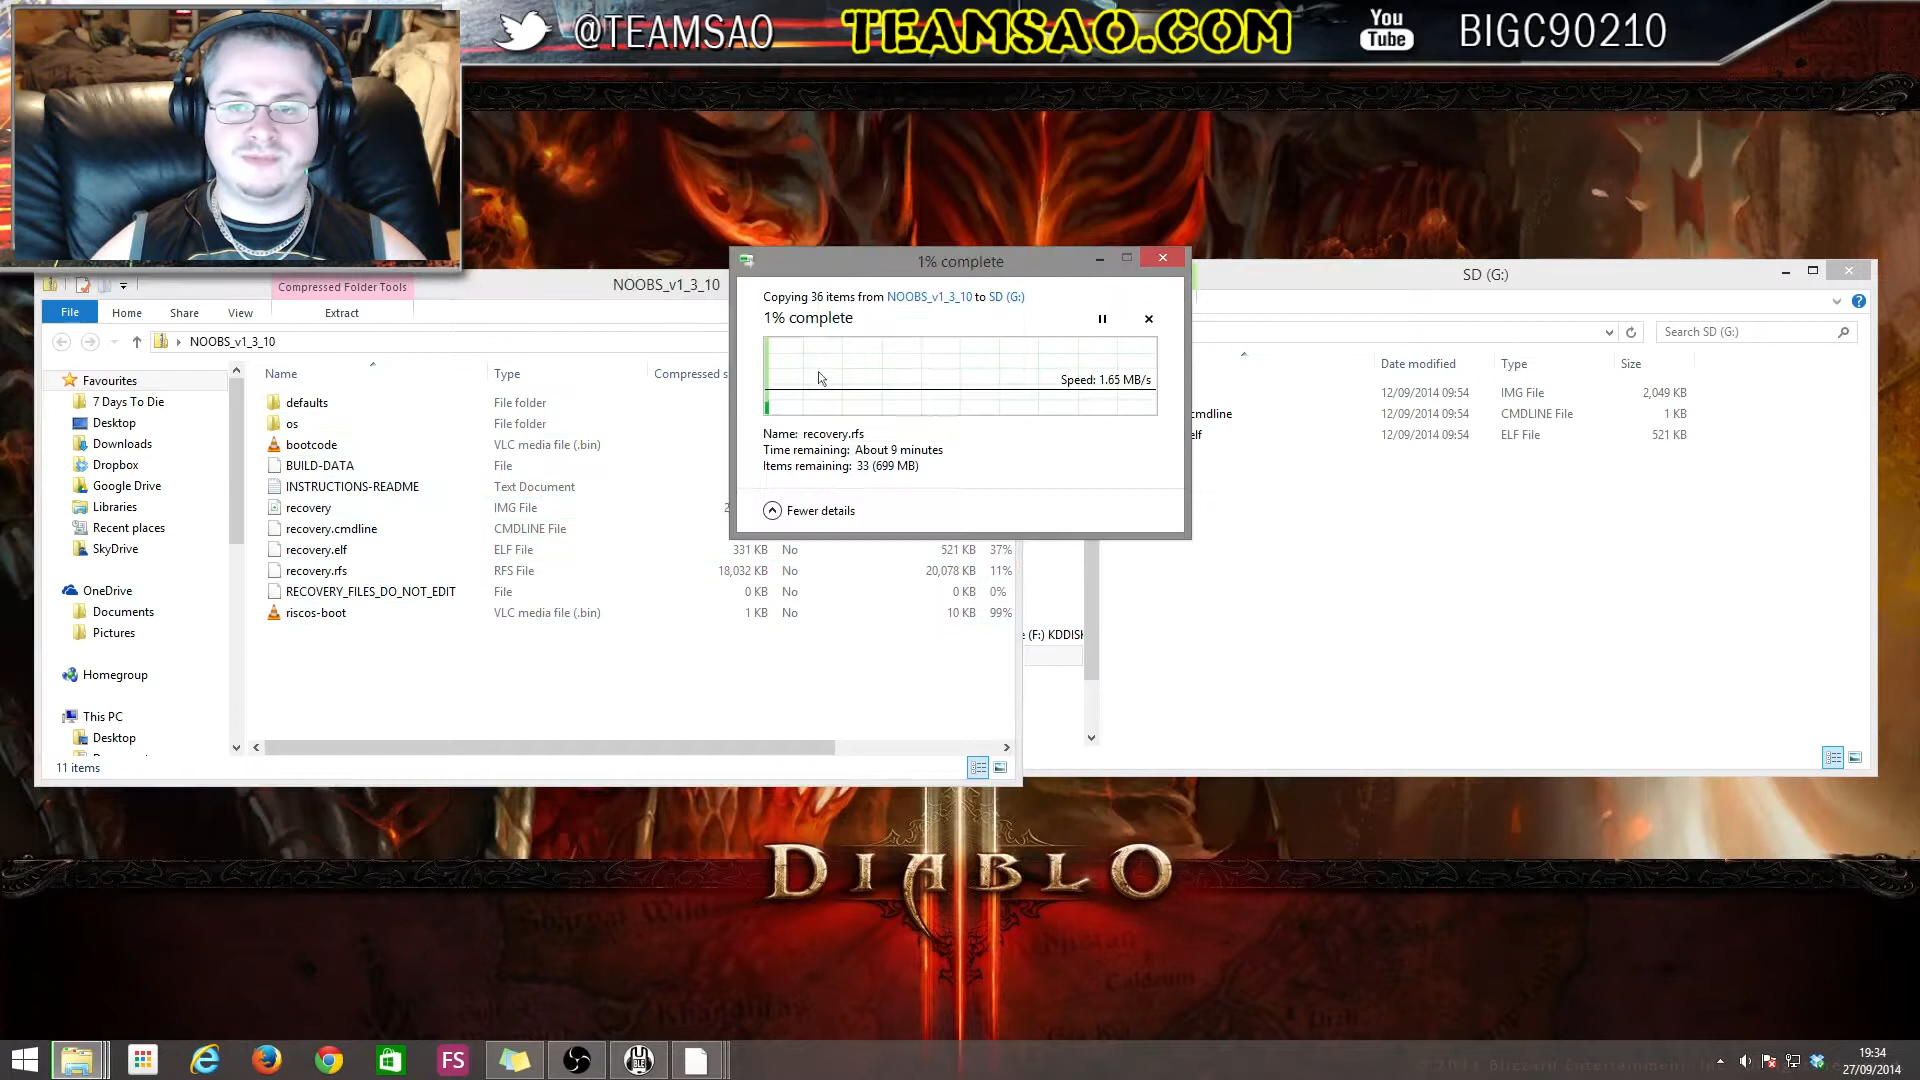 @TEAMSAO
TEAMSAO.COM
You
Tube
BIGC90210
Compressed Folder Tools
NOOBS_v1_3_10
File
Home
Share
View
Extract
NOOBS_v1_3_10
Name
Type
Compressed s
Favourites
7 Days To Die
Desktop
Downloads
Dropbox
Google Drive
Libraries
Recent places
SkyDrive
OneDrive
Documents
Pictures
Homegroup
This PC
Desktop
defaults File folder
os File folder
bootcode VLC media file (.bin)
BUILD-DATA File
INSTRUCTIONS-README Text Document
recovery IMG File 2
recovery.cmdline CMDLINE File
recovery.elf ELF File 331 KB No 521 KB 37%
recovery.rfs RFS File 18,032 KB No 20,078 KB 11%
RECOVERY_FILES_DO_NOT_EDIT File 0 KB No 0 KB 0%
riscos-boot VLC media file (.bin) 1 KB No 10 KB 99%
11 items
1% complete
Copying 36 items from NOOBS_v1_3_10 to SD (G:)
1% complete
Speed: 1.65 MB/s
Name: recovery.rfs
Time remaining: About 9 minutes
Items remaining: 33 (699 MB)
Fewer details
SD (G:)
Search SD (G:)
Date modified Type Size
12/09/2014 09:54 IMG File 2,049 KB
cmdline 12/09/2014 09:54 CMDLINE File 1 KB
elf 12/09/2014 09:54 ELF File 521 KB
e (F:) KDDISK
DIABLO
FS
19:34
27/09/2014